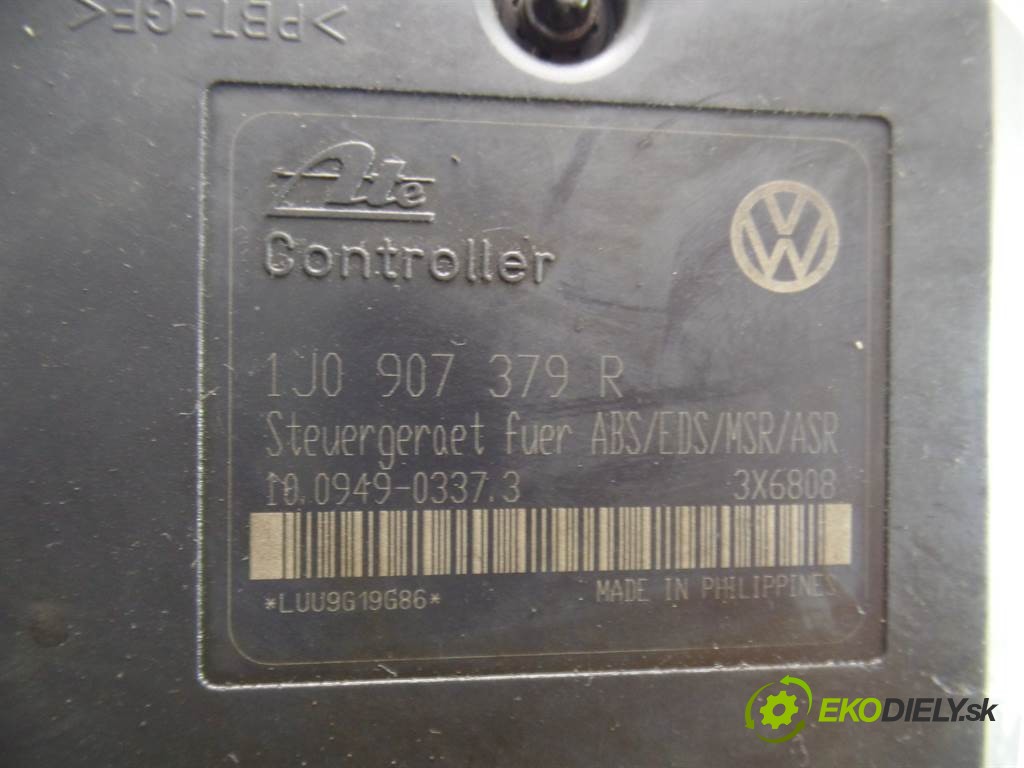 >PBT-GF<
Ate
Controller
VW
1J0 907 379 R
Steuergeraet fuer ABS/EDS/MSR/ASR
10.0949-0337.3 3X6808
*LUU9G19G86* MADE IN PHILIPPINES
EKODIELY.sk